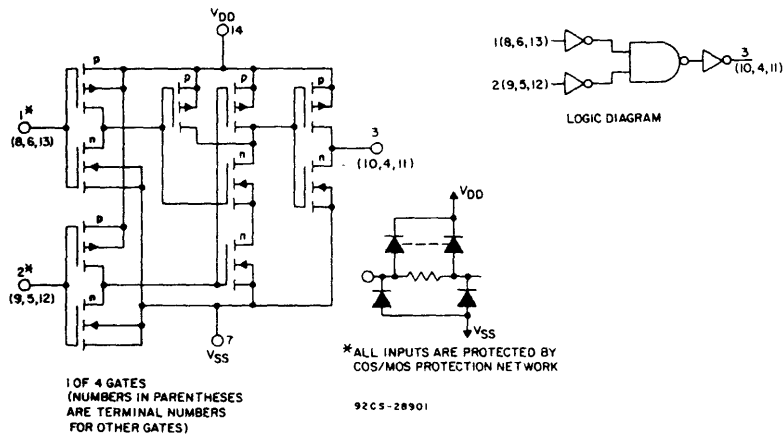 VDD
14
p
p
p
p
1*
(8,6,13)
n
n
n
3
(10,4,11)
p
n
2*
(9,5,12)
n
7
VSS
1 OF 4 GATES
(NUMBERS IN PARENTHESES
ARE TERMINAL NUMBERS
FOR OTHER GATES)
1(8,6,13)
2(9,5,12)
3
(10,4,11)
LOGIC DIAGRAM
VDD
VSS
*ALL INPUTS ARE PROTECTED BY
COS/MOS PROTECTION NETWORK
92CS-28901